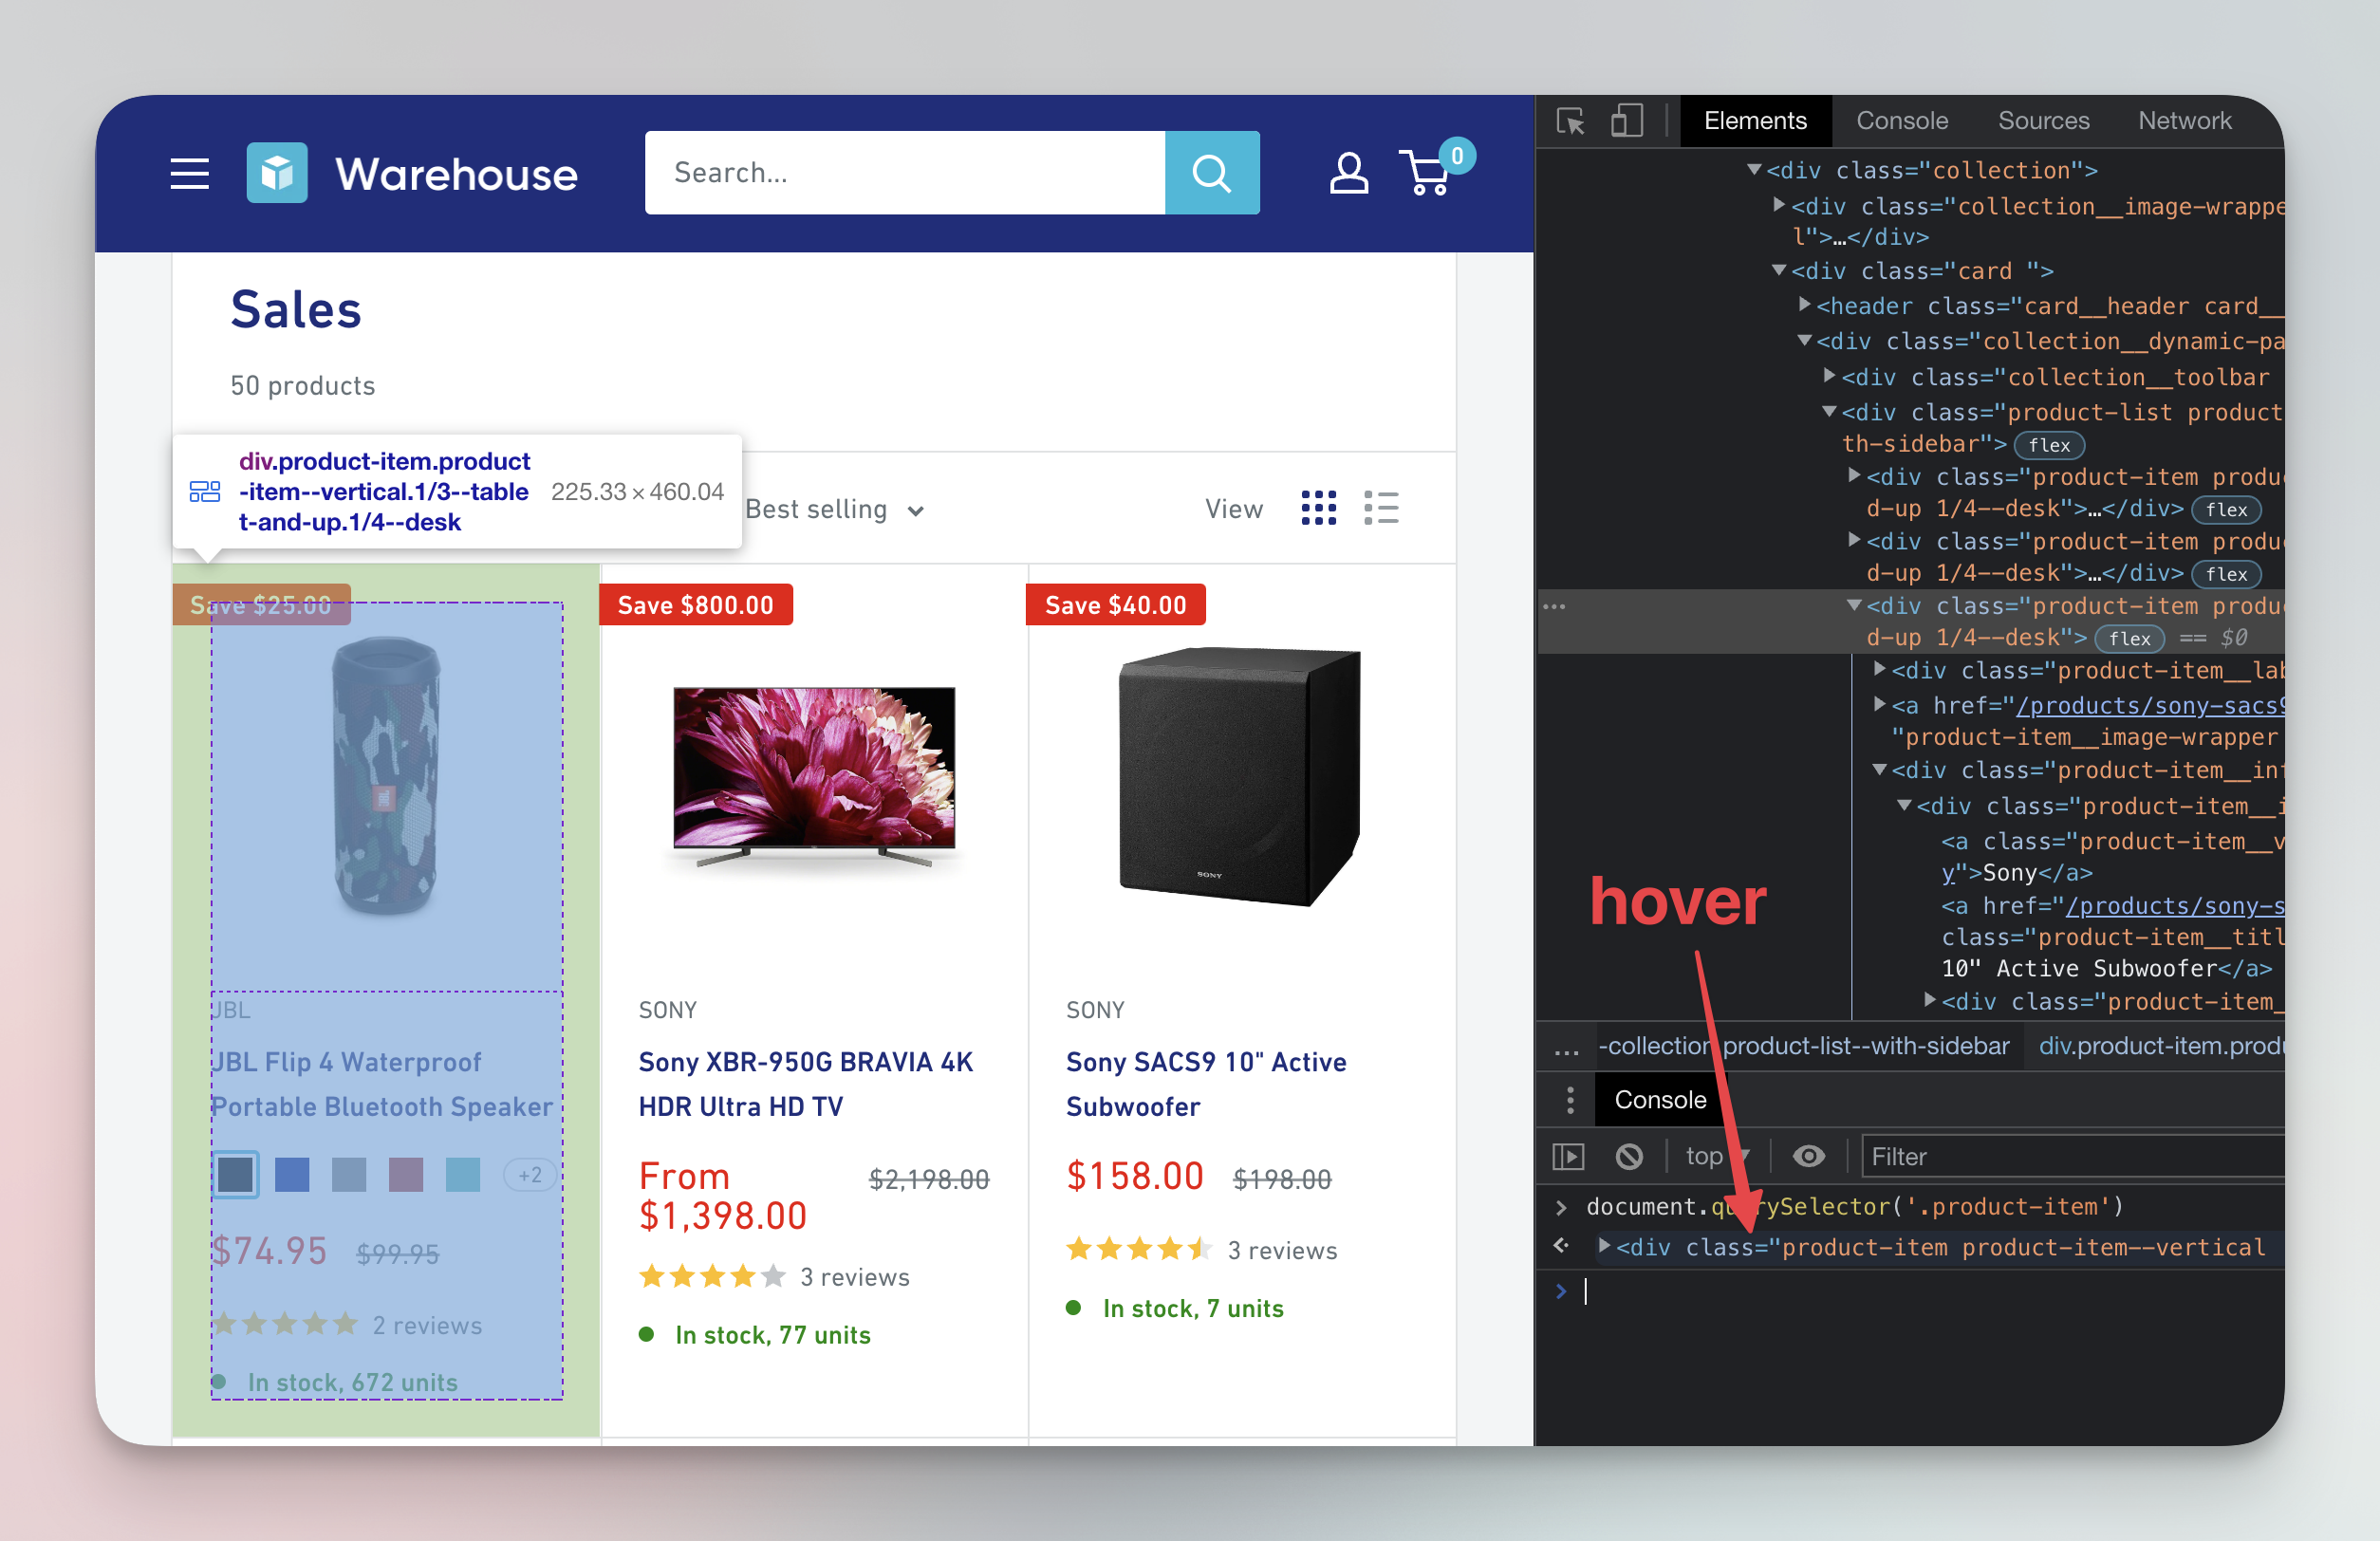 Warehouse
Search...
0
Sales
50 products
div.product-item.product
-item--vertical.1/3--table
t-and-up.1/4--desk
225.33 × 460.04
Best selling
View
Save $25.00
Save $800.00
Save $40.00
SONY
JBL
JBL Flip 4 Waterproof
Portable Bluetooth Speaker
+2
$74.95 $99.95
2 reviews
In stock, 672 units
SONY
Sony XBR-950G BRAVIA 4K
HDR Ultra HD TV
From
$1,398.00
$2,198.00
3 reviews
In stock, 77 units
SONY
Sony SACS9 10" Active
Subwoofer
$158.00 $198.00
3 reviews
In stock, 7 units
Elements Console Sources Network
<div class="collection">
<div class="collection__image-wrappe
l">…</div>
<div class="card ">
<header class="card__header card__
<div class="collection__dynamic-pa
<div class="collection__toolbar
<div class="product-list product
th-sidebar"> flex
<div class="product-item produ
d-up 1/4--desk">…</div> flex
<div class="product-item produ
d-up 1/4--desk">…</div> flex
… <div class="product-item produ
d-up 1/4--desk"> flex == $0
<div class="product-item__lab
<a href="/products/sony-sacs9
"product-item__image-wrapper
<div class="product-item__inf
<div class="product-item__i
<a class="product-item__v
y">Sony</a>
<a href="/products/sony-s
class="product-item__titl
10" Active Subwoofer</a>
<div class="product-item_
hover
… -collection.product-list--with-sidebar div.product-item.produ
Console
top Filter
document.querySelector('.product-item')
<div class="product-item product-item--vertical